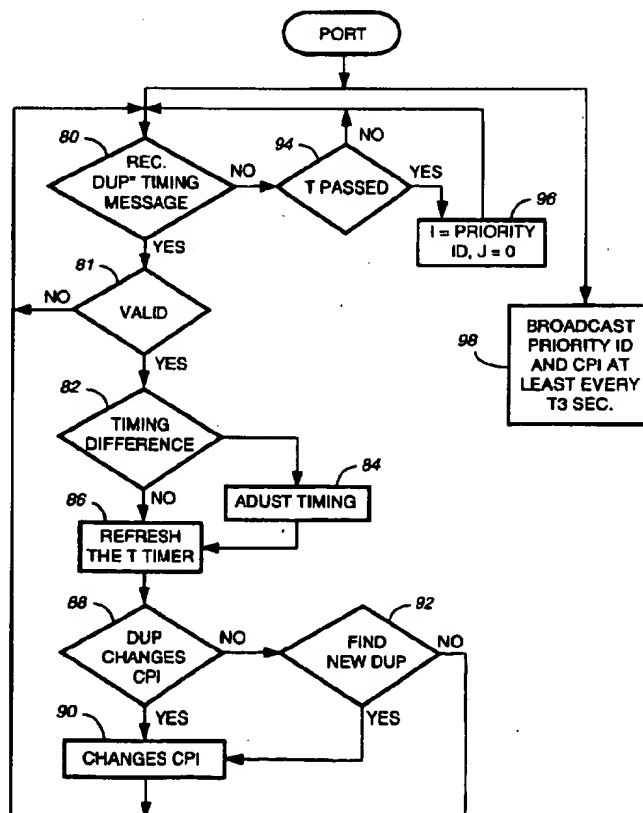 PORT
80
REC.
DUP" TIMING
MESSAGE
NO
YES
94
T PASSED
NO
YES
96
I = PRIORITY
ID, J = 0
81
VALID
NO
YES
98
BROADCAST
PRIORITY ID
AND CPI AT
LEAST EVERY
T3 SEC.
82
TIMING
DIFFERENCE
NO
84
ADUST TIMING
86
REFRESH
THE T TIMER
88
DUP
CHANGES
CPI
NO
YES
92
FIND
NEW DUP
NO
YES
90
CHANGES CPI